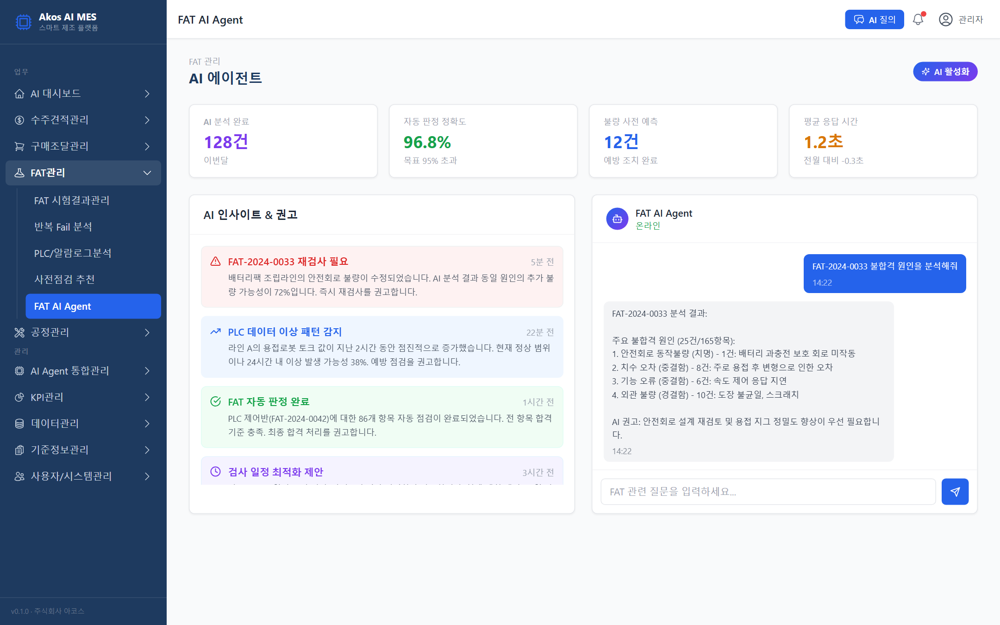 Akos AI MES
스마트 제조 플랫폼
업무
AI 대시보드
수주견적관리
구매조달관리
FAT관리
FAT 시험결과관리
반복 Fail 분석
PLC/알람로그분석
사전점검 추천
FAT AI Agent
공정관리
관리
AI Agent 통합관리
KPI관리
데이터관리
기준정보관리
사용자/시스템관리
v0.1.0 · 주식회사 아코스
FAT AI Agent
AI 질의
관리자
FAT 관리
AI 에이전트
AI 활성화
AI 분석 완료
128건
이번달
자동 판정 정확도
96.8%
목표 95% 초과
불량 사전 예측
12건
예방 조치 완료
평균 응답 시간
1.2초
전월 대비 -0.3초
AI 인사이트 & 권고
FAT-2024-0033 재검사 필요
5분 전
배터리팩 조립라인의 안전회로 불량이 수정되었습니다. AI 분석 결과 동일 원인의 추가 불
량 가능성이 72%입니다. 즉시 재검사를 권고합니다.
PLC 데이터 이상 패턴 감지
22분 전
라인 A의 용접로봇 토크 값이 지난 2시간 동안 점진적으로 증가했습니다. 현재 정상 범위
이나 24시간 내 이상 발생 가능성 38%. 예방 점검을 권고합니다.
FAT 자동 판정 완료
1시간 전
PLC 제어반(FAT-2024-0042)에 대한 86개 항목 자동 점검이 완료되었습니다. 전 항목 합격
기준 충족. 최종 합격 처리를 권고합니다.
검사 일정 최적화 제안
3시간 전
FAT AI Agent
온라인
FAT-2024-0033 불합격 원인을 분석해줘
14:22
FAT-2024-0033 분석 결과:
주요 불합격 원인 (25건/165항목):
1. 안전회로 동작불량 (치명) - 1건: 배터리 과충전 보호 회로 미작동
2. 치수 오차 (중결함) - 8건: 주로 용접 후 변형으로 인한 오차
3. 기능 오류 (중결함) - 6건: 속도 제어 응답 지연
4. 외관 불량 (경결함) - 10건: 도장 불균일, 스크래치
AI 권고: 안전회로 설계 재검토 및 용접 지그 정밀도 향상이 우선 필요합니
다.
14:22
FAT 관련 질문을 입력하세요...